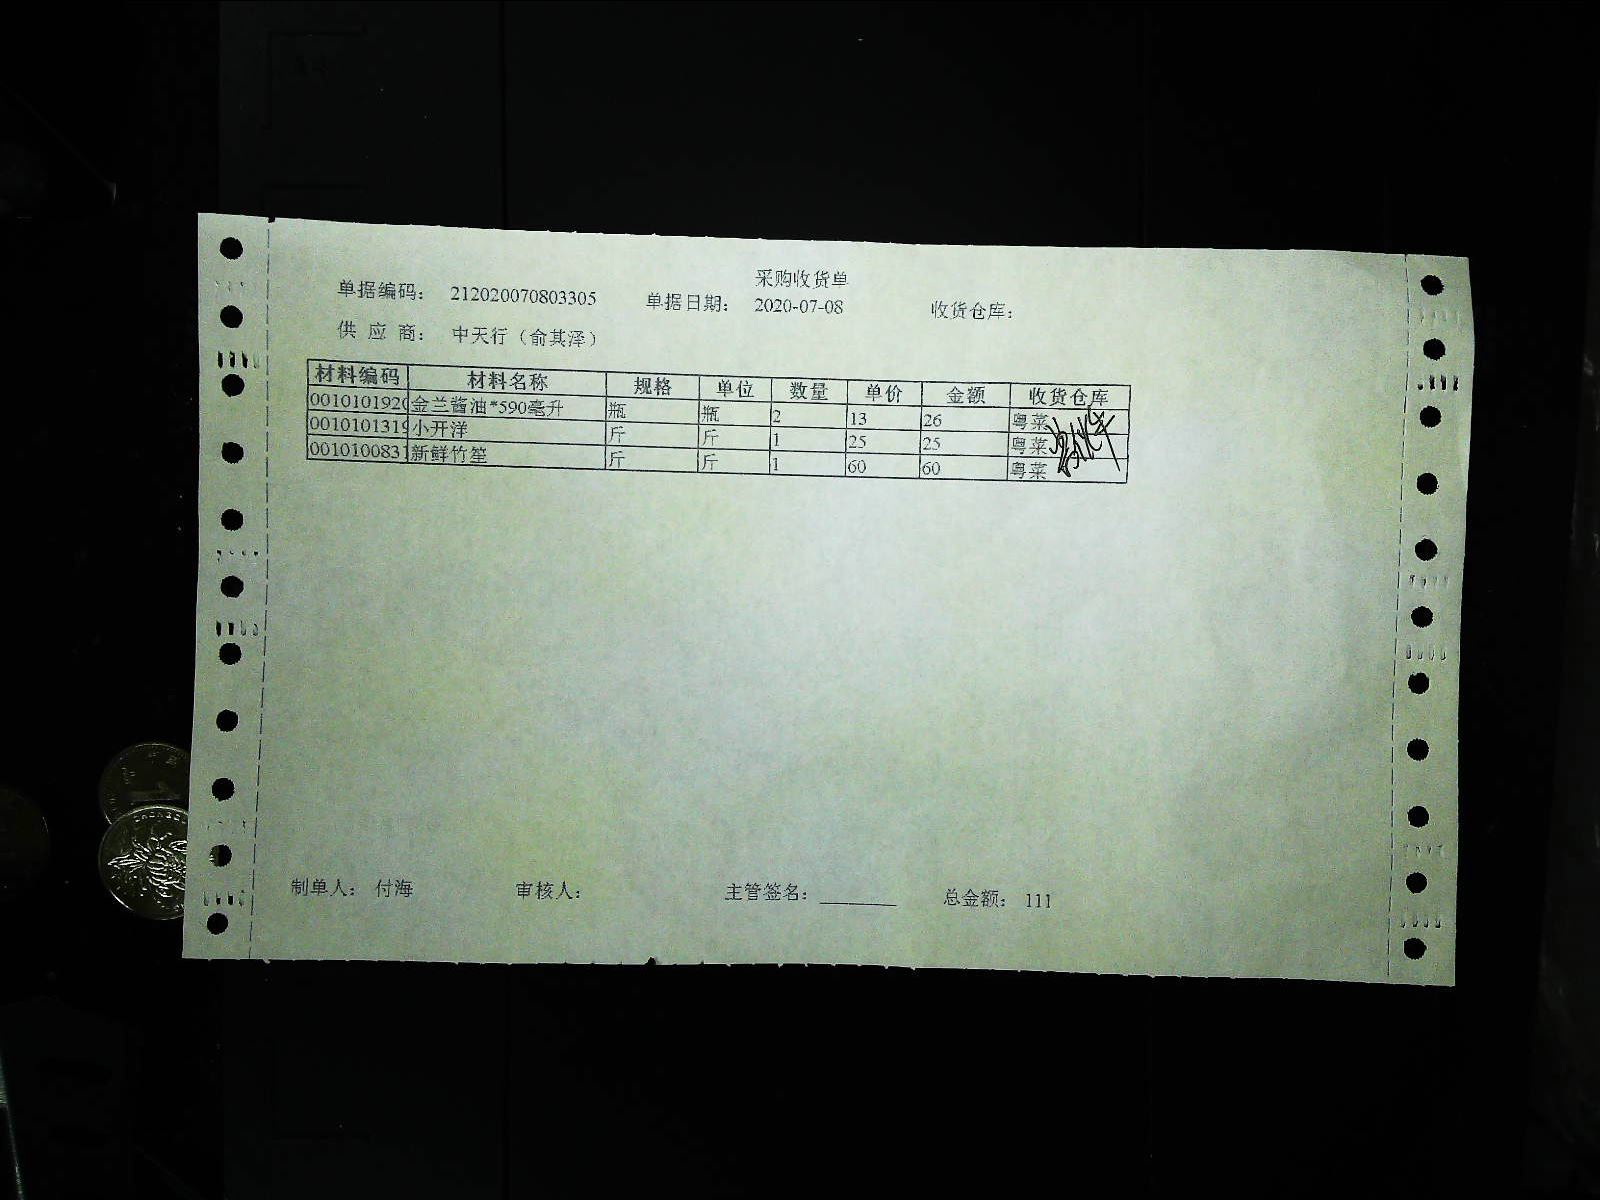 采购收货单
单据编码： 212020070803305 单据日期： 2020-07-08 收货仓库：
供 应 商： 中天行（俞其泽）
材料编码 材料名称 规格 单位 数量 单价 金额 收货仓库
0010101920 金兰酱油*590毫升 瓶 瓶 2 13 26 粤菜
0010101319 小开洋 斤 斤 1 25 25 粤菜
001010083 新鲜竹笙 斤 斤 1 60 60 粤菜
制单人： 付海 审核人： 主管签名：________ 总金额： 111